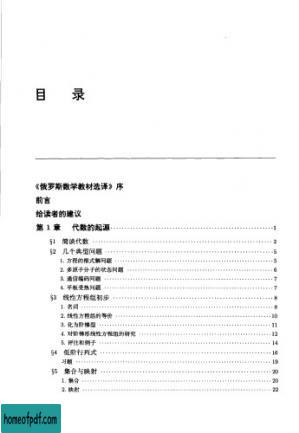 目 录
《俄罗斯数学教材选译》序
前言
给读者的建议
第 1 章 代数的起源 1
§1 简谈代数 2
§2 几个典型问题 5
1. 方程的根式解问题 5
2. 多原子分子的状态问题 6
3. 通信编码问题 7
4. 平板受热问题 7
§3 线性方程组初步 8
1. 名词 8
2. 线性方程组的等价 10
3. 化为阶梯型 11
4. 对阶梯形线性方程组的研究 12
5. 评注和例子 14
§4 低阶行列式 16
习题 19
§5 集合与映射 20
1. 集合 20
2. 映射 22
homeofpdf.com
homeofpdf.com